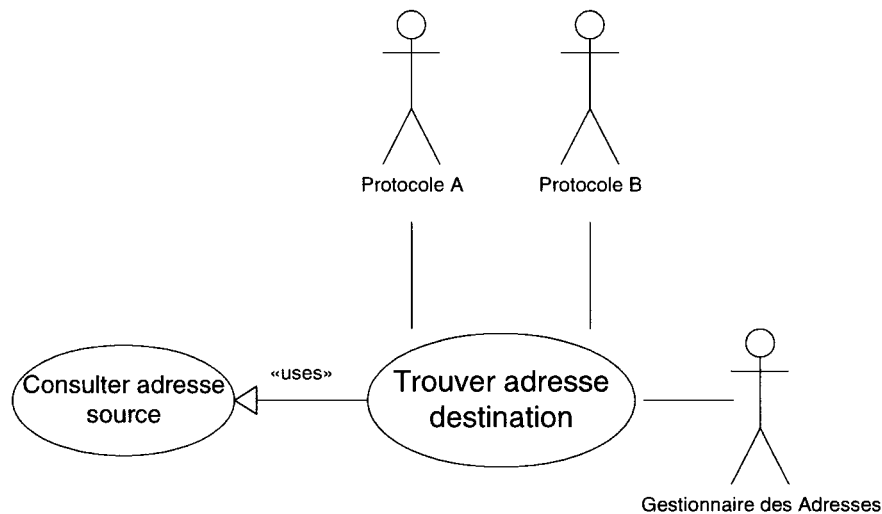 Protocole A
Protocole B
«uses»
Consulter adresse
source
Trouver adresse
destination
Gestionnaire des Adresses